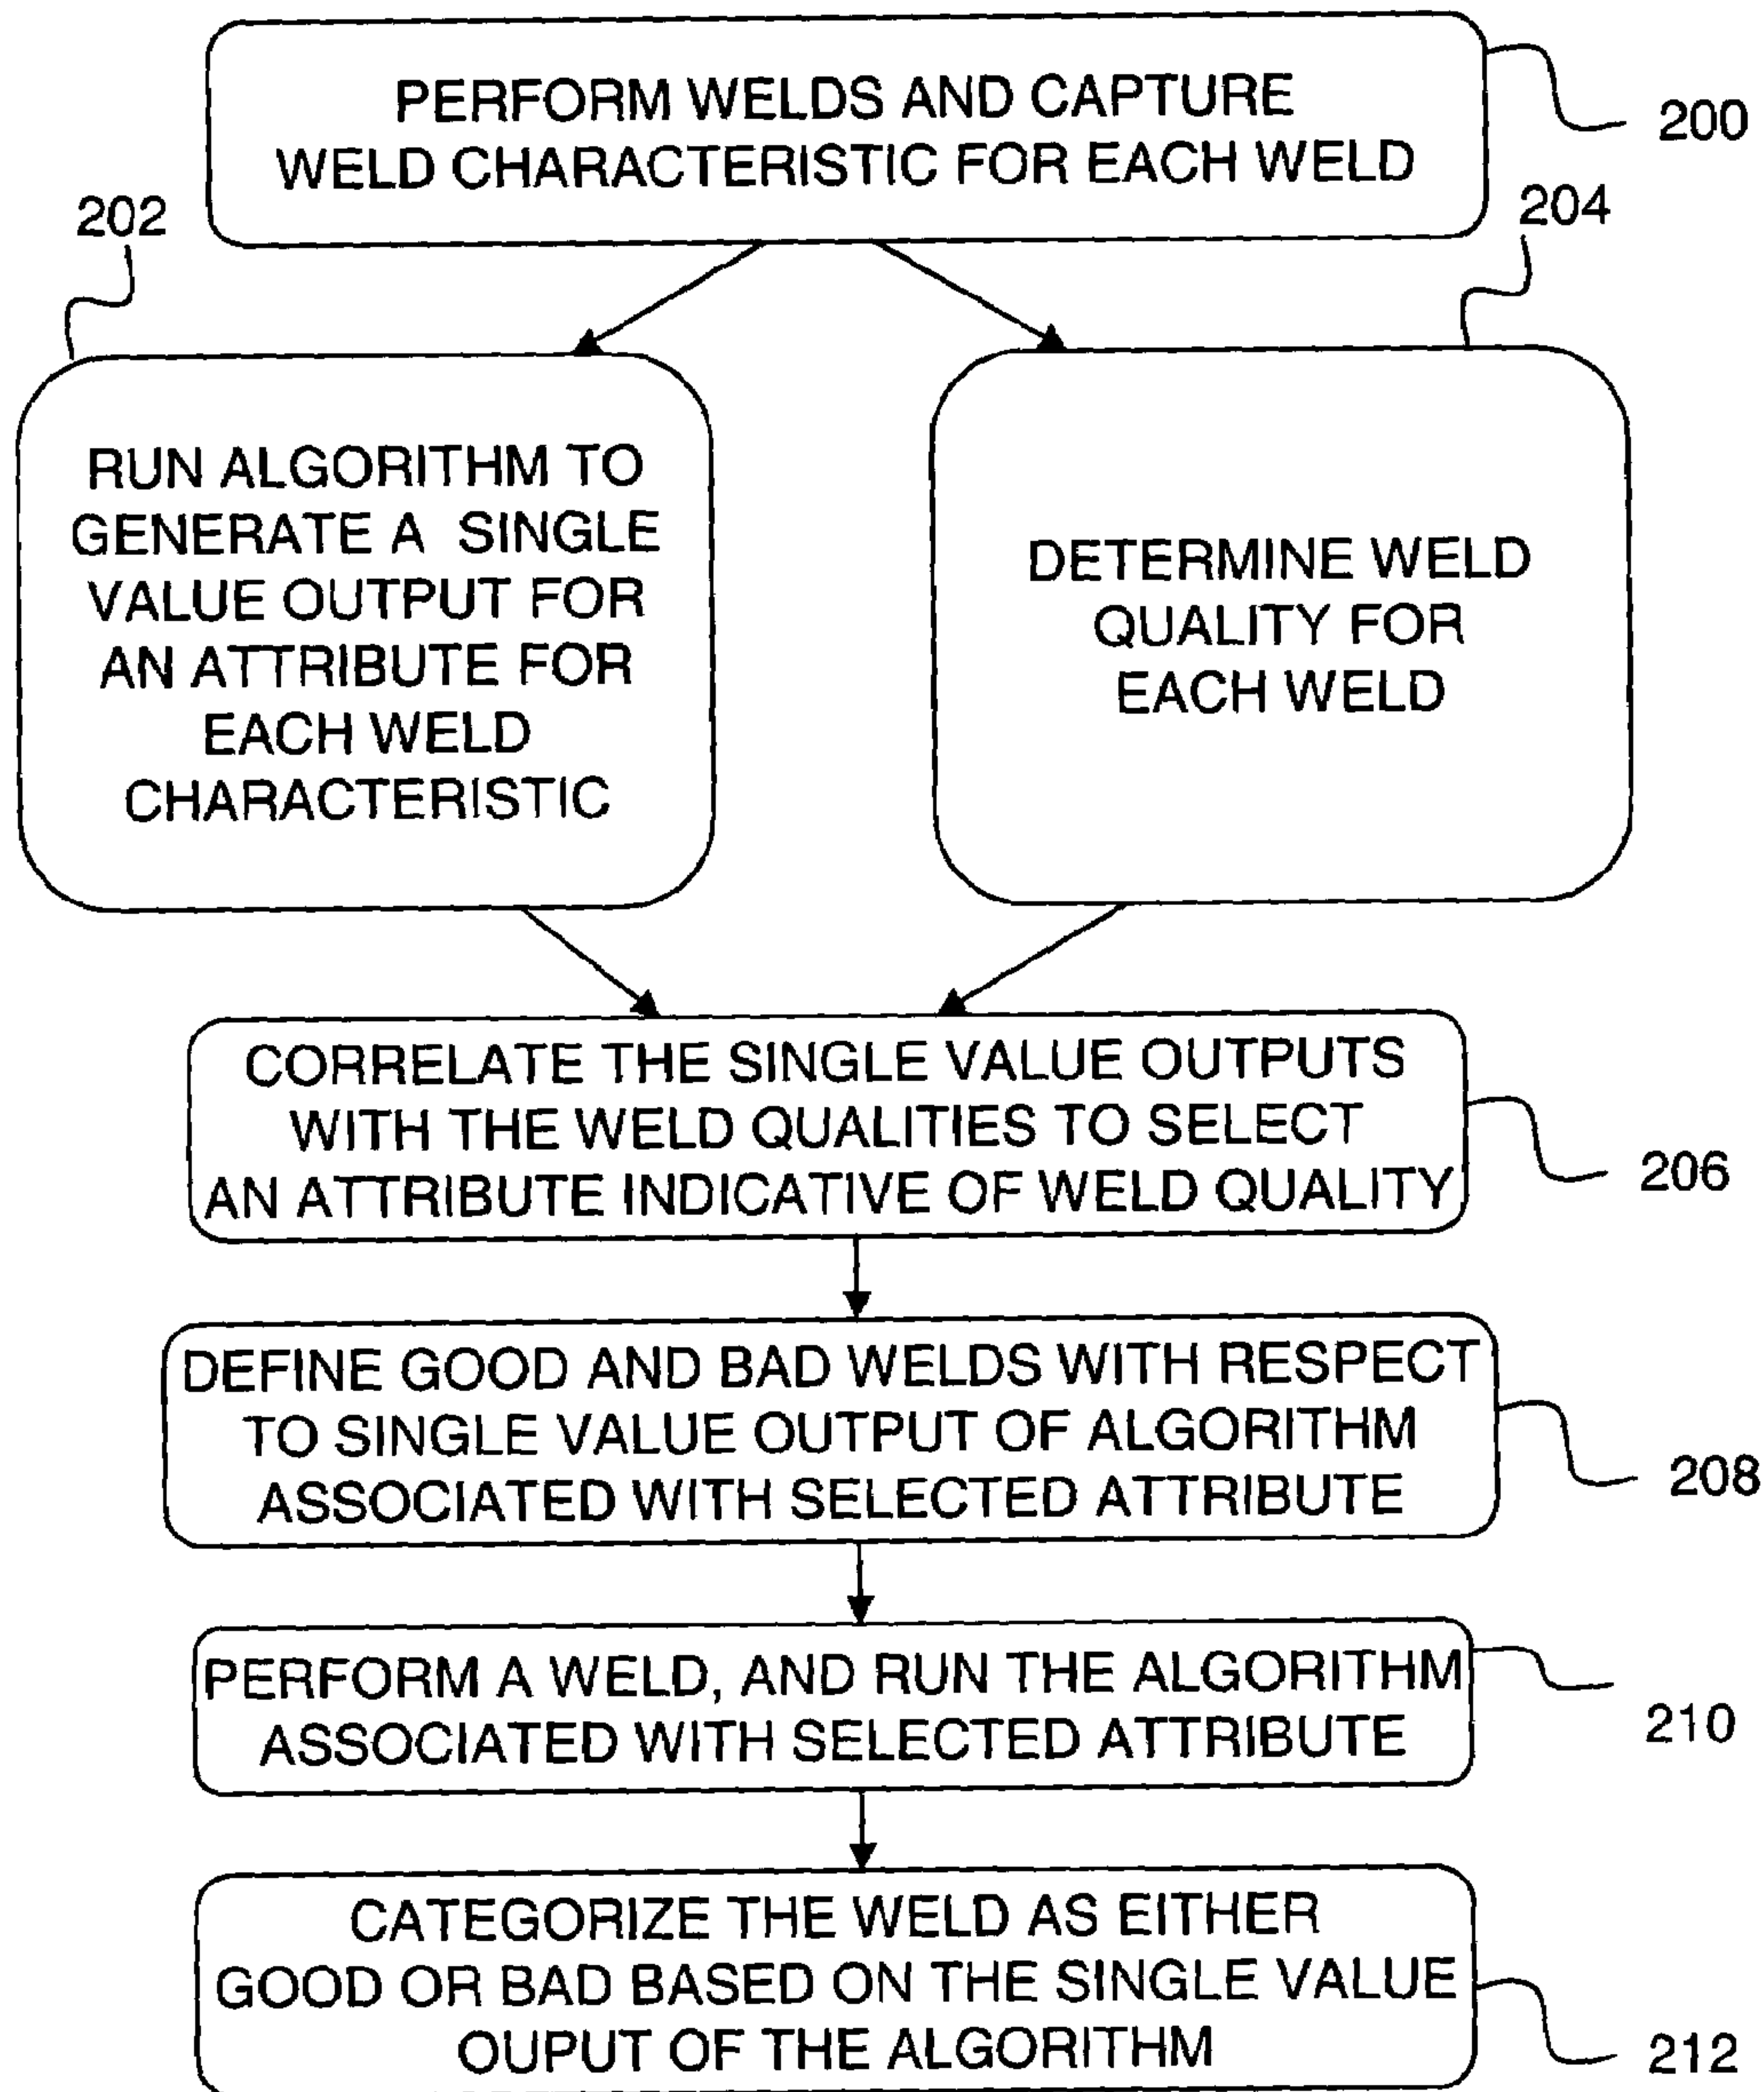 PERFORM WELDS AND CAPTURE
WELD CHARACTERISTIC FOR EACH WELD
200
202
204
RUN ALGORITHM TO
GENERATE A SINGLE
VALUE OUTPUT FOR
AN ATTRIBUTE FOR
EACH WELD
CHARACTERISTIC
DETERMINE WELD
QUALITY FOR
EACH WELD
CORRELATE THE SINGLE VALUE OUTPUTS
WITH THE WELD QUALITIES TO SELECT
AN ATTRIBUTE INDICATIVE OF WELD QUALITY
206
DEFINE GOOD AND BAD WELDS WITH RESPECT
TO SINGLE VALUE OUTPUT OF ALGORITHM
ASSOCIATED WITH SELECTED ATTRIBUTE
208
PERFORM A WELD, AND RUN THE ALGORITHM
ASSOCIATED WITH SELECTED ATTRIBUTE
210
CATEGORIZE THE WELD AS EITHER
GOOD OR BAD BASED ON THE SINGLE VALUE
OUPUT OF THE ALGORITHM
212